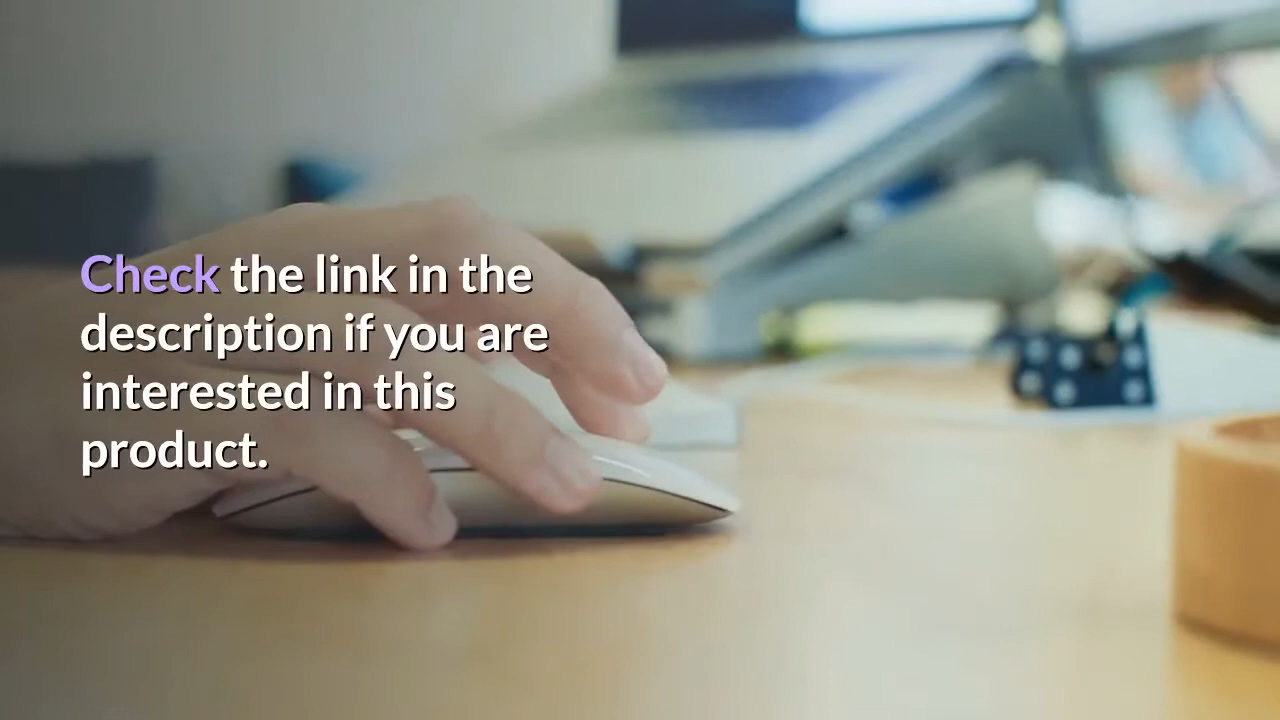 Check the link in the
description if you are
interested in this
product.